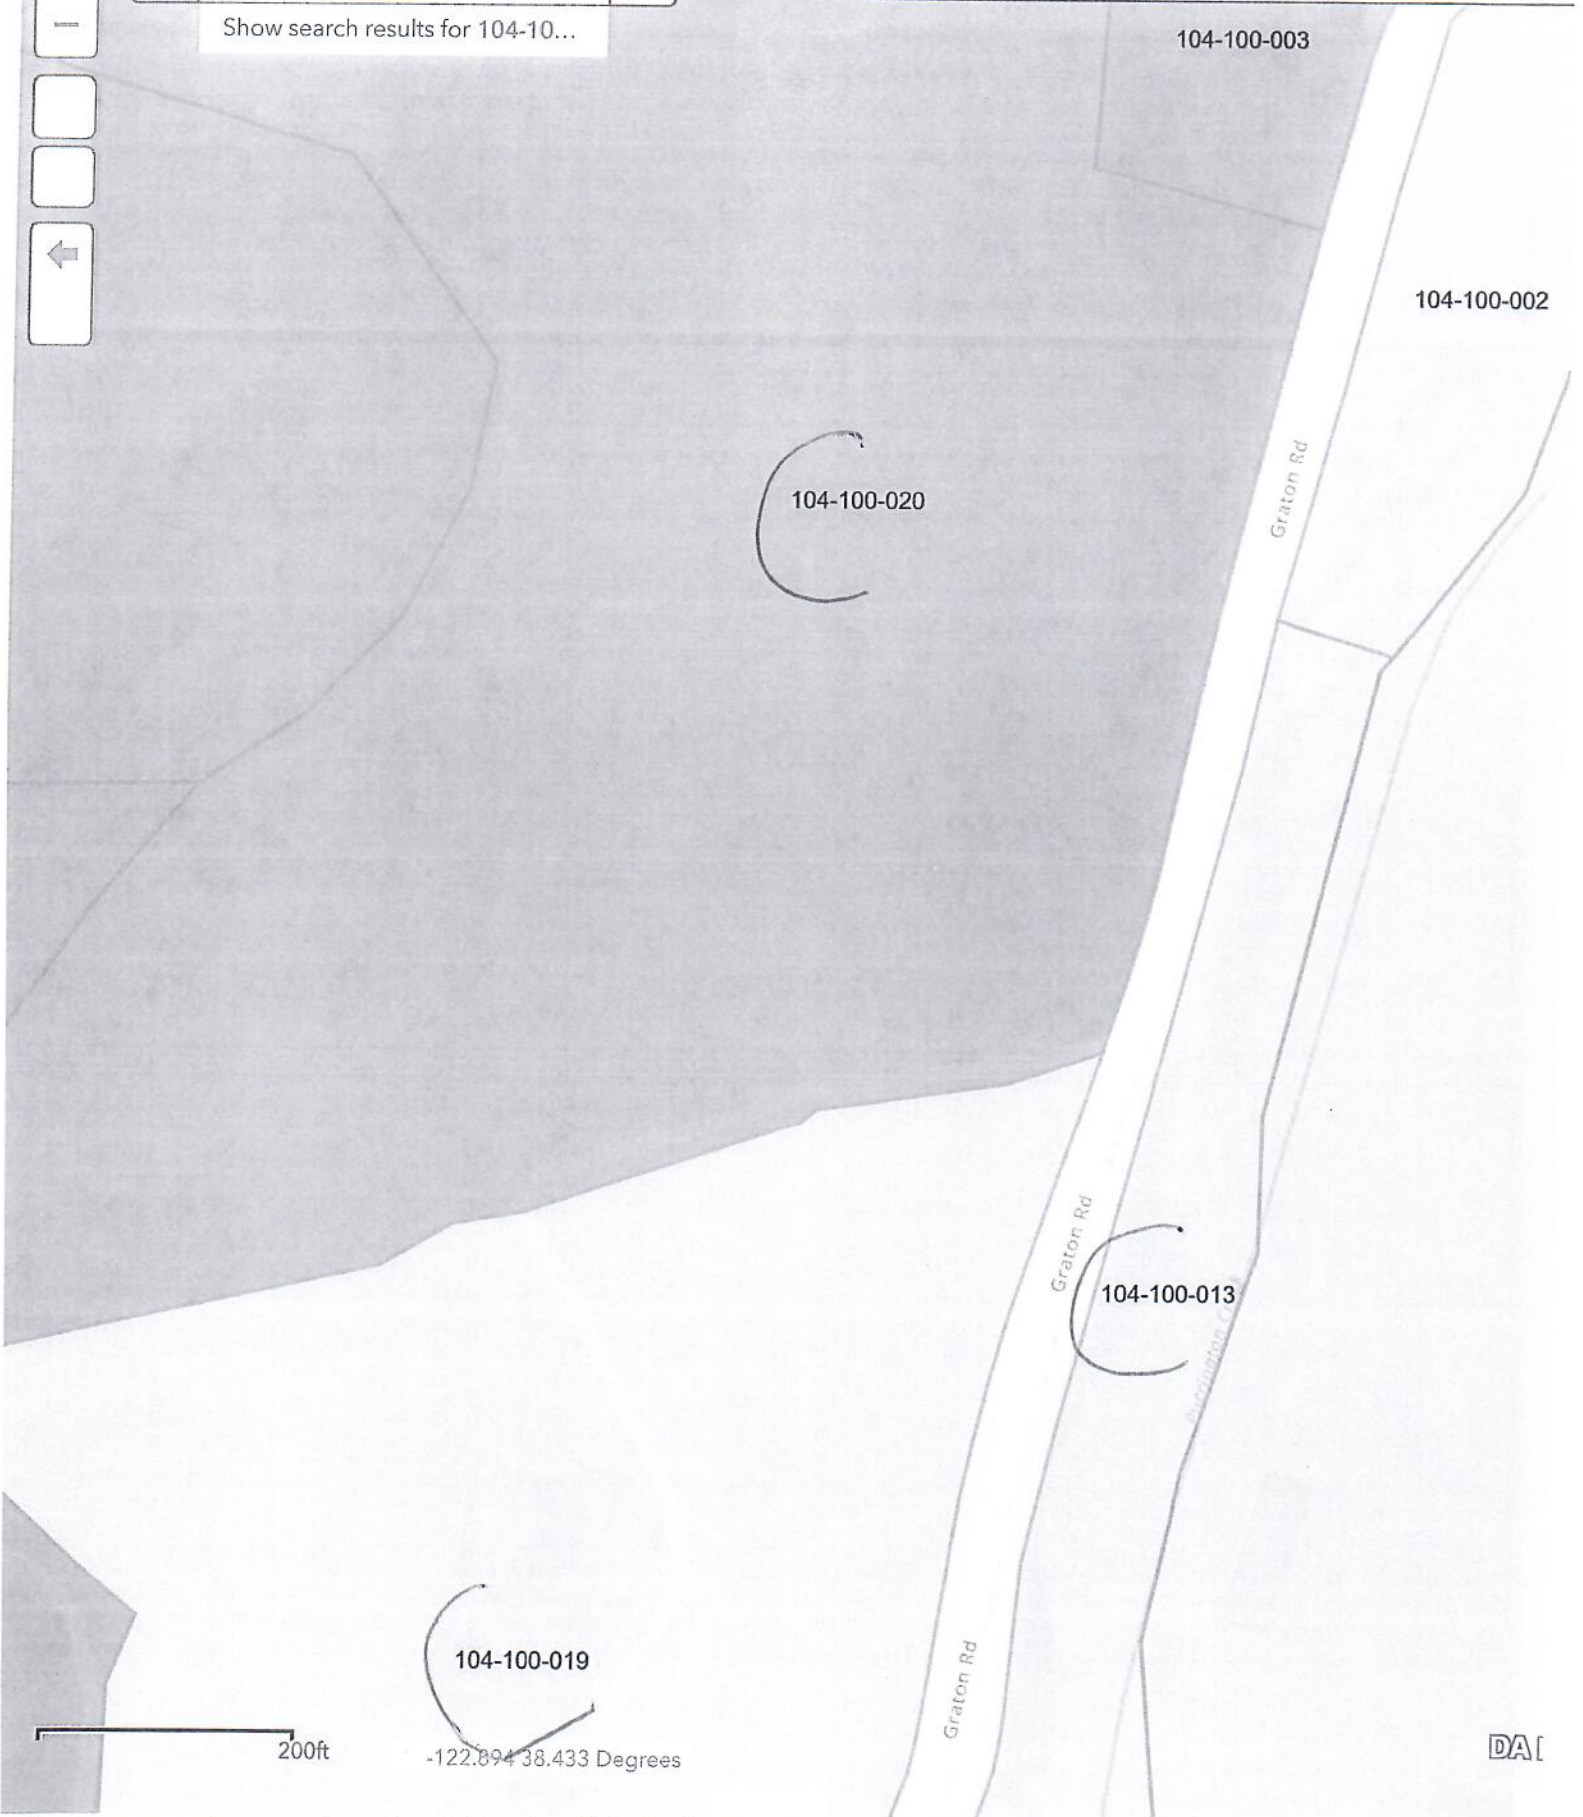 Show search results for 104-10...
104-100-003
104-100-002
Graton Rd
104-100-020
Graton Rd
104-100-013
104-100-019
Graton Rd
200ft
-122.894 38.433 Degrees
DA[